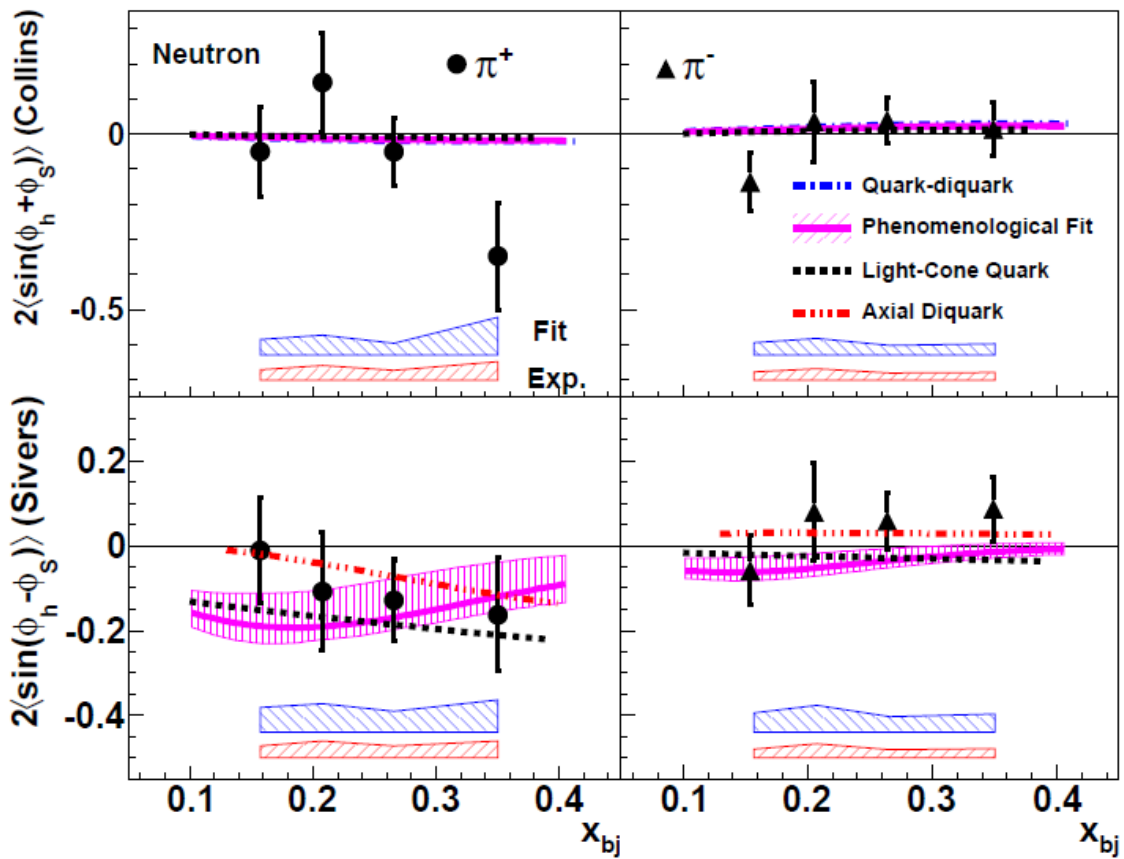 2⟨sin(ϕh +ϕS)⟩ (Collins)
Neutron
π+
π-
0
-0.5
Quark-diquark
Phenomenological Fit
Light-Cone Quark
Axial Diquark
Fit
Exp.
2⟨sin(ϕh -ϕS)⟩ (Sivers)
0.2
0
-0.2
-0.4
0.1 0.2 0.3 0.4 0.1 0.2 0.3 0.4
xbj xbj